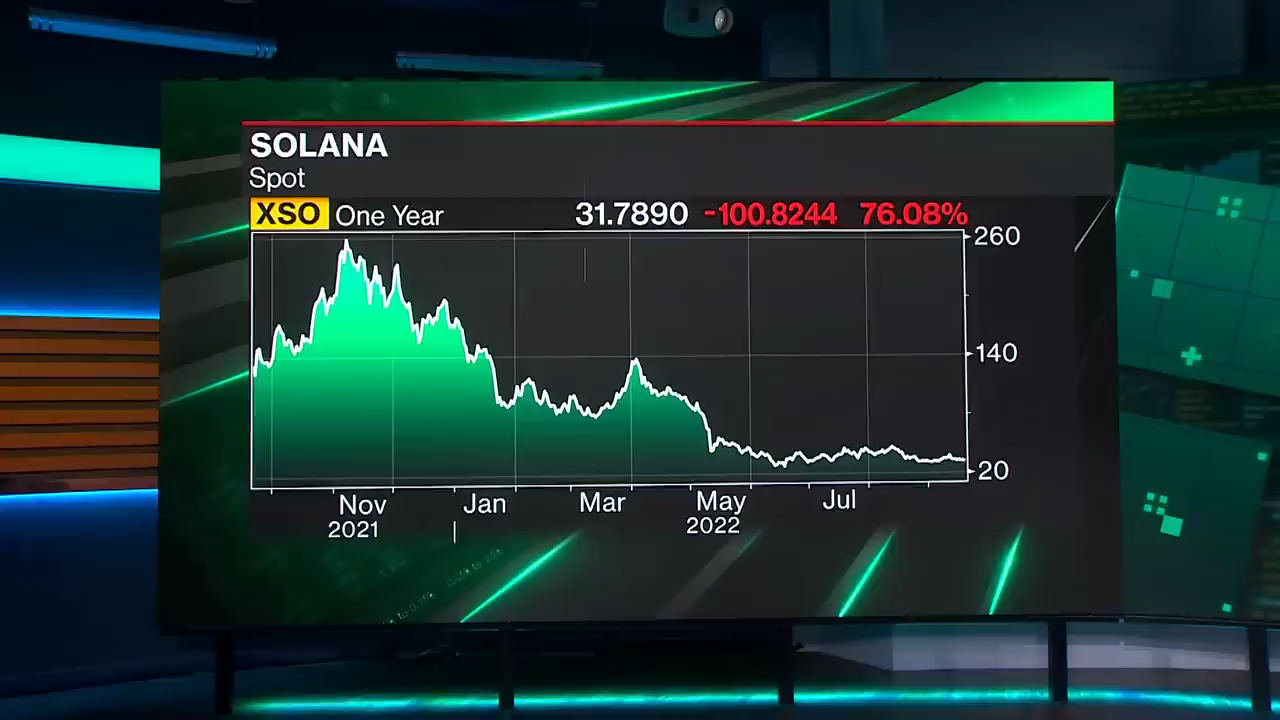 SOLANA
Spot
XSO One Year 31.7890 -100.8244 76.08%
260
140
20
Nov Jan Mar May Jul
2021 2022